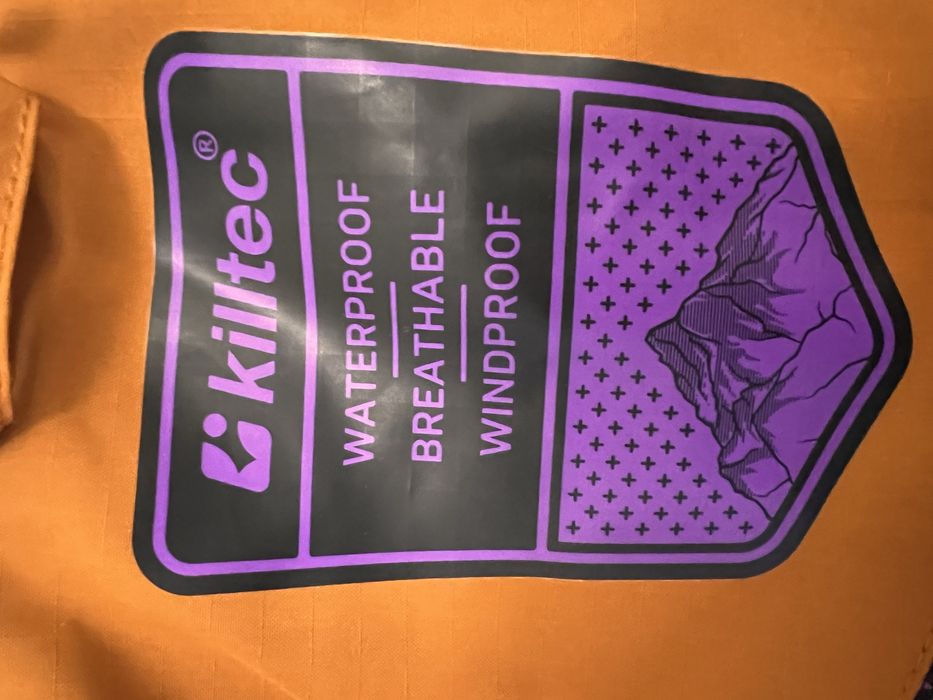 killtec®
WATERPROOF
BREATHABLE
WINDPROOF